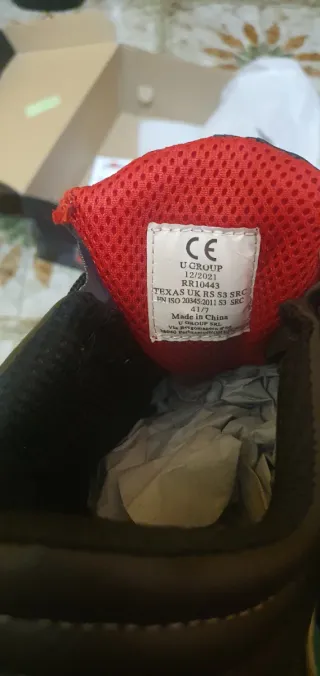 CE
U GROUP
12/2021
RR10443
TEXAS UK RS S3 SRC
EN ISO 20345:2011 S3 SRC
41/7
Made in China
U GROUP SRL
Via